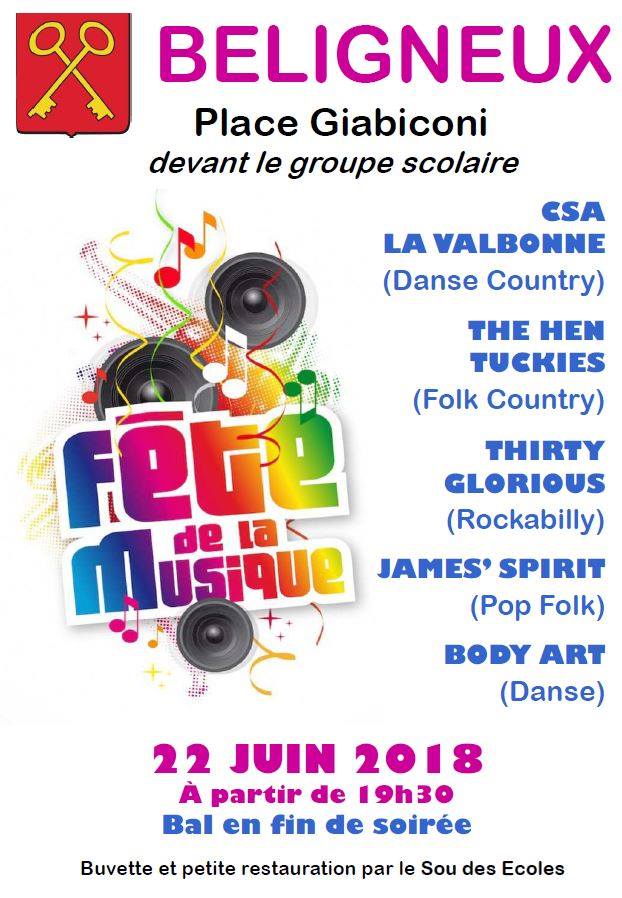 BELIGNEUX
Place Giabiconi
devant le groupe scolaire
CSA
LA VALBONNE
(Danse Country)
THE HEN
TUCKIES
(Folk Country)
THIRTY
GLORIOUS
(Rockabilly)
JAMES’ SPIRIT
(Pop Folk)
BODY ART
(Danse)
Fête
de la
Musique
22 JUIN 2018
À partir de 19h30
Bal en fin de soirée
Buvette et petite restauration par le Sou des Ecoles